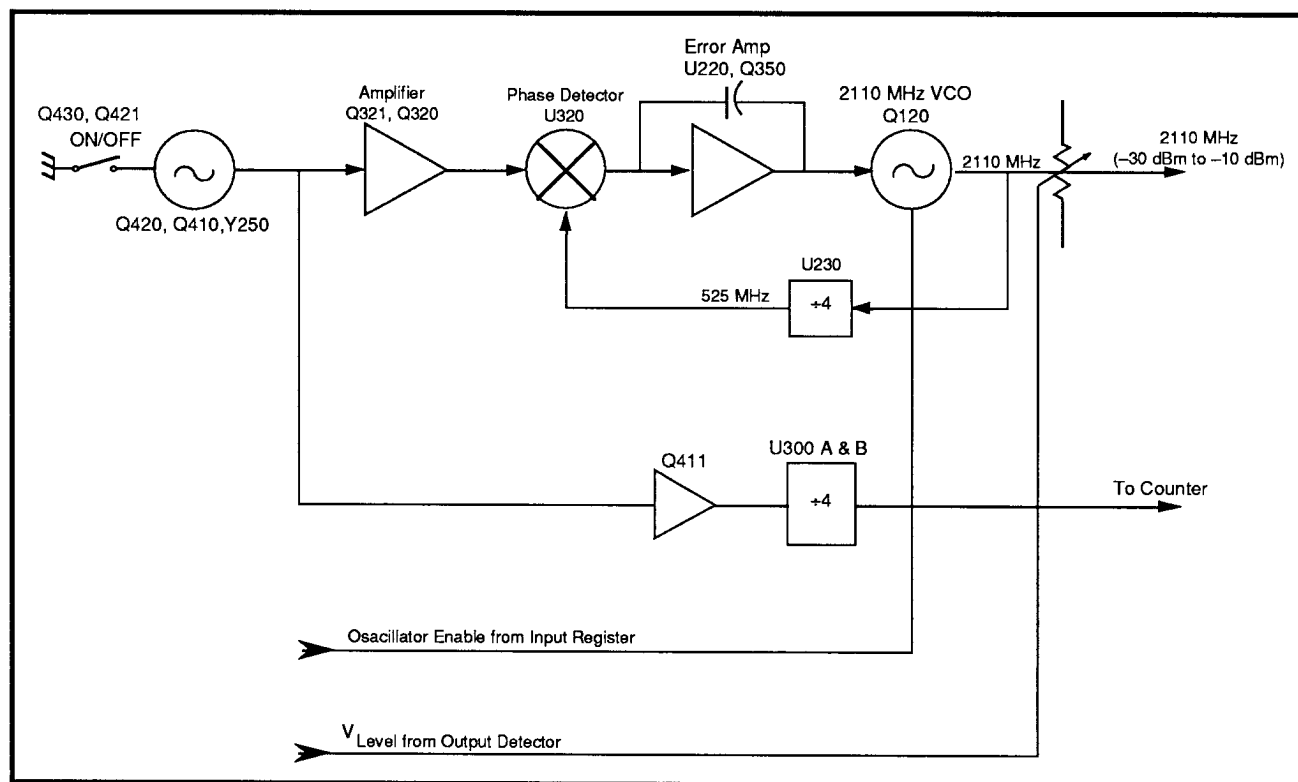 Error Amp
U220, Q350
Amplifier
Q321, Q320
Phase Detector
U320
2110 MHz VCO
Q120
Q430, Q421
ON/OFF
2110 MHz
(–30 dBm to –10 dBm)
2110 MHz
Q420, Q410,Y250
U230
525 MHz
÷4
Q411
U300 A & B
÷4
To Counter
Osacillator Enable from Input Register
V Level from Output Detector